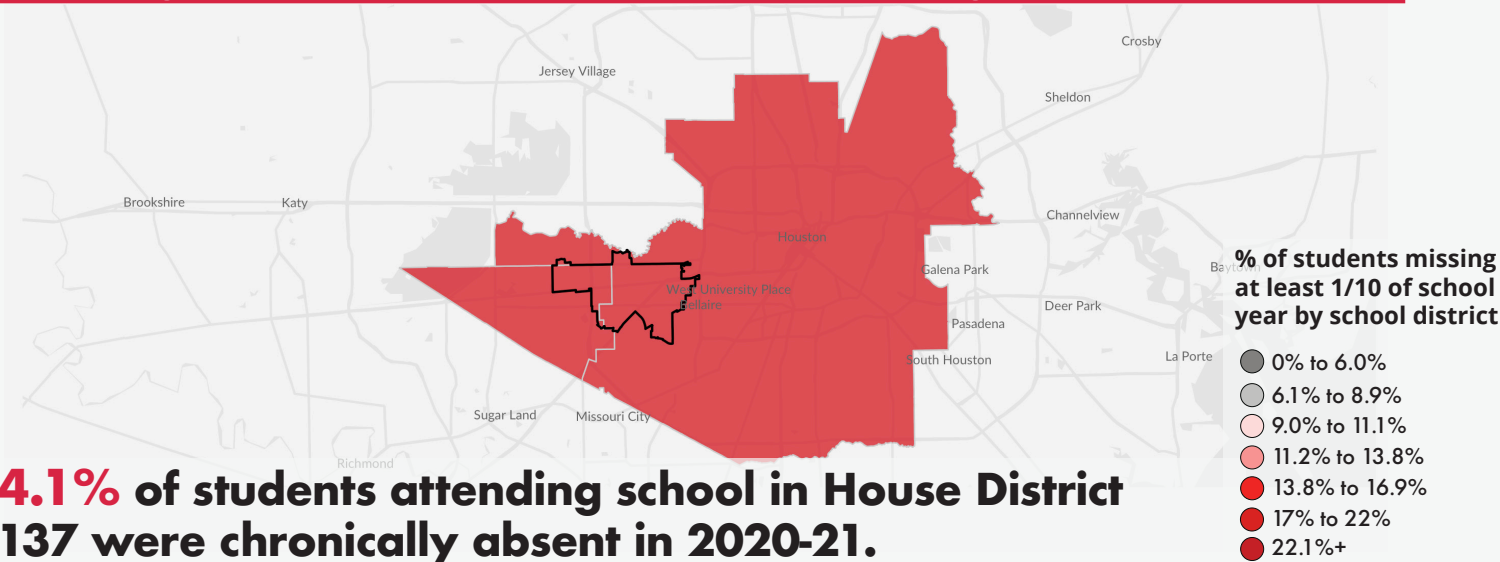 Crosby
Jersey Village
Sheldon
Brookshire
Katy
Channelview
Houston
Galena Park
Baytown
West University Place
Bellaire
Deer Park
Pasadena
La Porte
South Houston
Sugar Land
Missouri City
Richmond
% of students missing
at least 1/10 of school
year by school district
0% to 6.0%
6.1% to 8.9%
9.0% to 11.1%
11.2% to 13.8%
13.8% to 16.9%
17% to 22%
22.1%+
4.1% of students attending school in House District
137 were chronically absent in 2020-21.